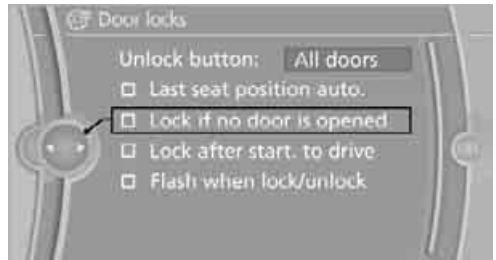 Door locks
Unlock button: All doors
Last seat position auto.
Lock if no door is opened
Lock after start. to drive
Flash when lock/unlock